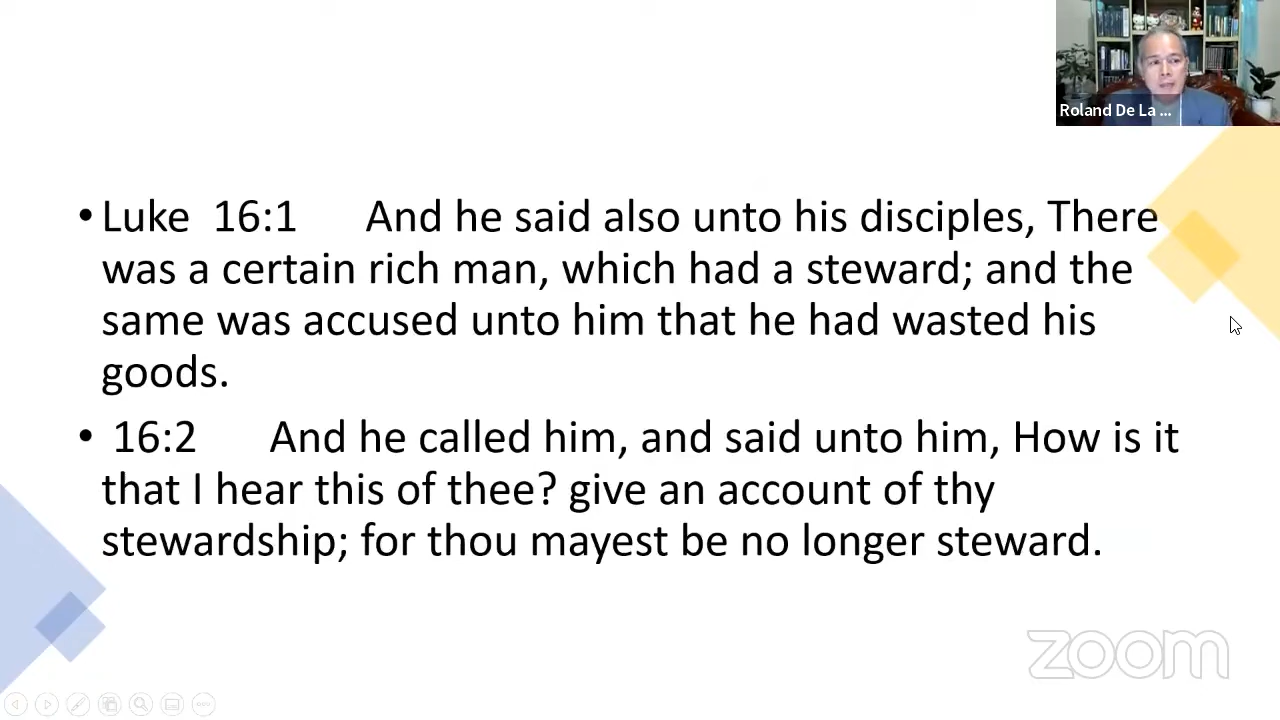 Roland De La ...
• Luke 16:1 And he said also unto his disciples, There
was a certain rich man, which had a steward; and the
same was accused unto him that he had wasted his
goods.
• 16:2 And he called him, and said unto him, How is it
that I hear this of thee? give an account of thy
stewardship; for thou mayest be no longer steward.
zoom